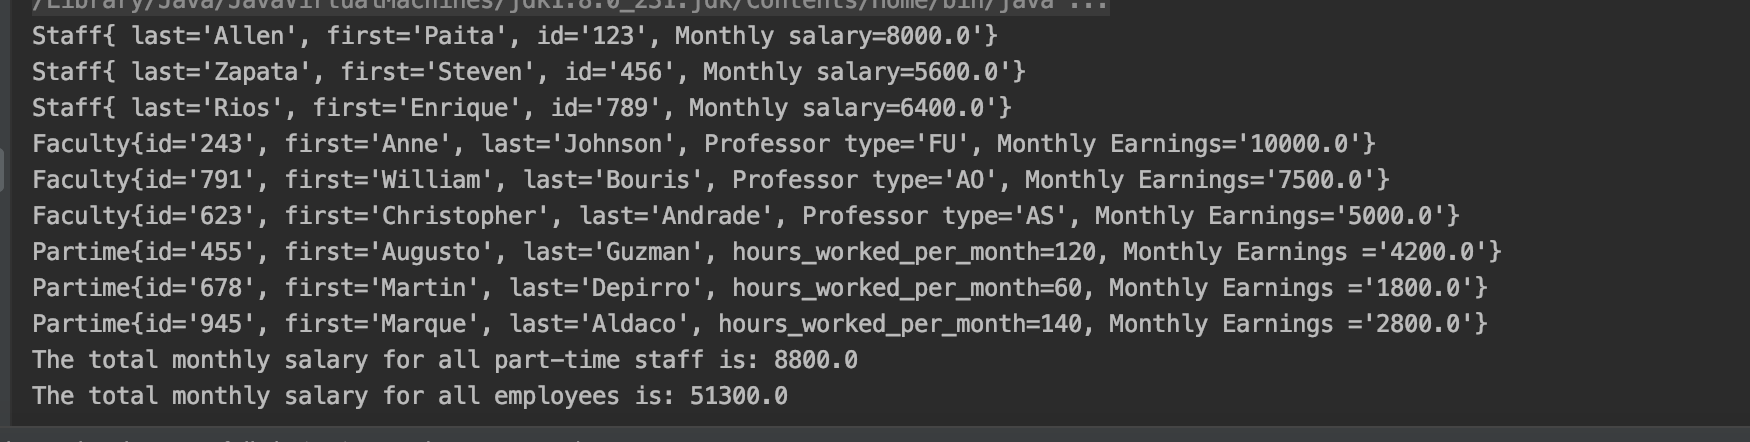 /Library/Java/JavaVirtualMachines/jdk1.8.0_231.jdk/Contents/Home/bin/java ...
Staff{ last='Allen', first='Paita', id='123', Monthly salary=8000.0'}
Staff{ last='Zapata', first='Steven', id='456', Monthly salary=5600.0'}
Staff{ last='Rios', first='Enrique', id='789', Monthly salary=6400.0'}
Faculty{id='243', first='Anne', last='Johnson', Professor type='FU', Monthly Earnings='10000.0'}
Faculty{id='791', first='William', last='Bouris', Professor type='AO', Monthly Earnings='7500.0'}
Faculty{id='623', first='Christopher', last='Andrade', Professor type='AS', Monthly Earnings='5000.0'}
Partime{id='455', first='Augusto', last='Guzman', hours_worked_per_month=120, Monthly Earnings ='4200.0'}
Partime{id='678', first='Martin', last='Depirro', hours_worked_per_month=60, Monthly Earnings ='1800.0'}
Partime{id='945', first='Marque', last='Aldaco', hours_worked_per_month=140, Monthly Earnings ='2800.0'}
The total monthly salary for all part-time staff is: 8800.0
The total monthly salary for all employees is: 51300.0